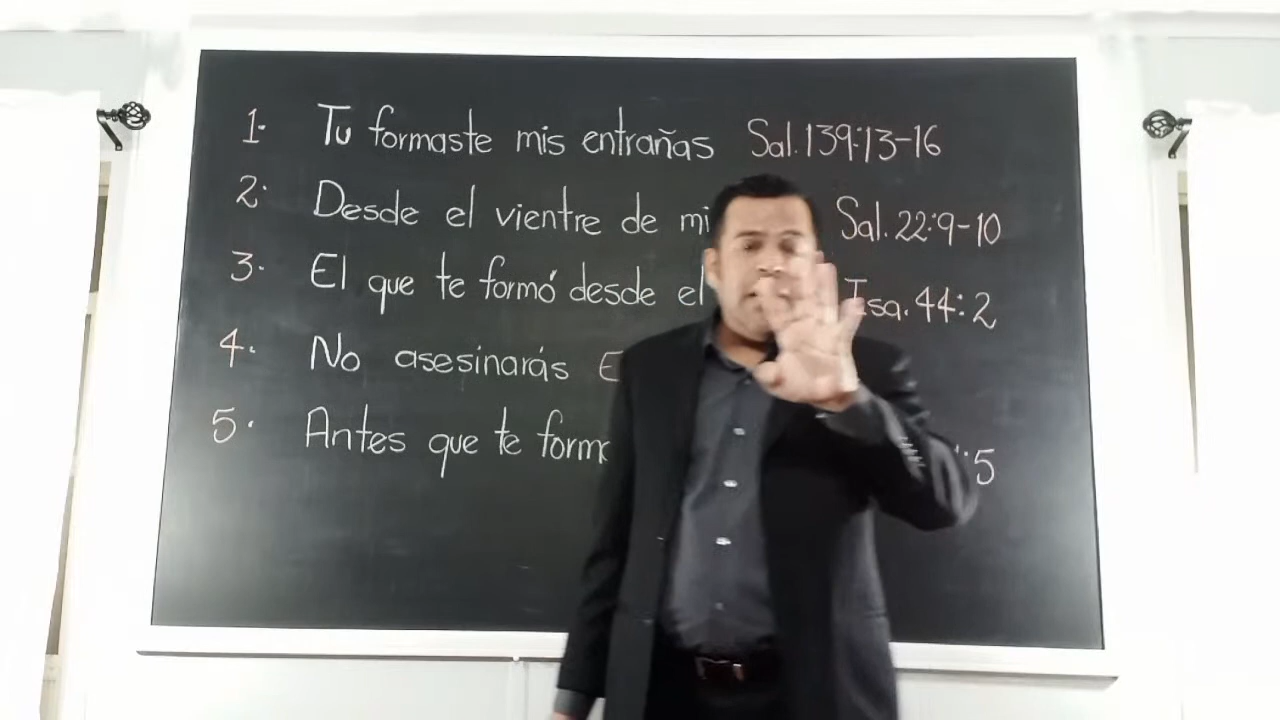 1. Tu formaste mis entrañas Sal. 139:13-16
2. Desde el vientre de mi Sal. 22:9-10
3. El que te formó desde el Isa. 44:2
4. No asesinarás
5. Antes que te :5